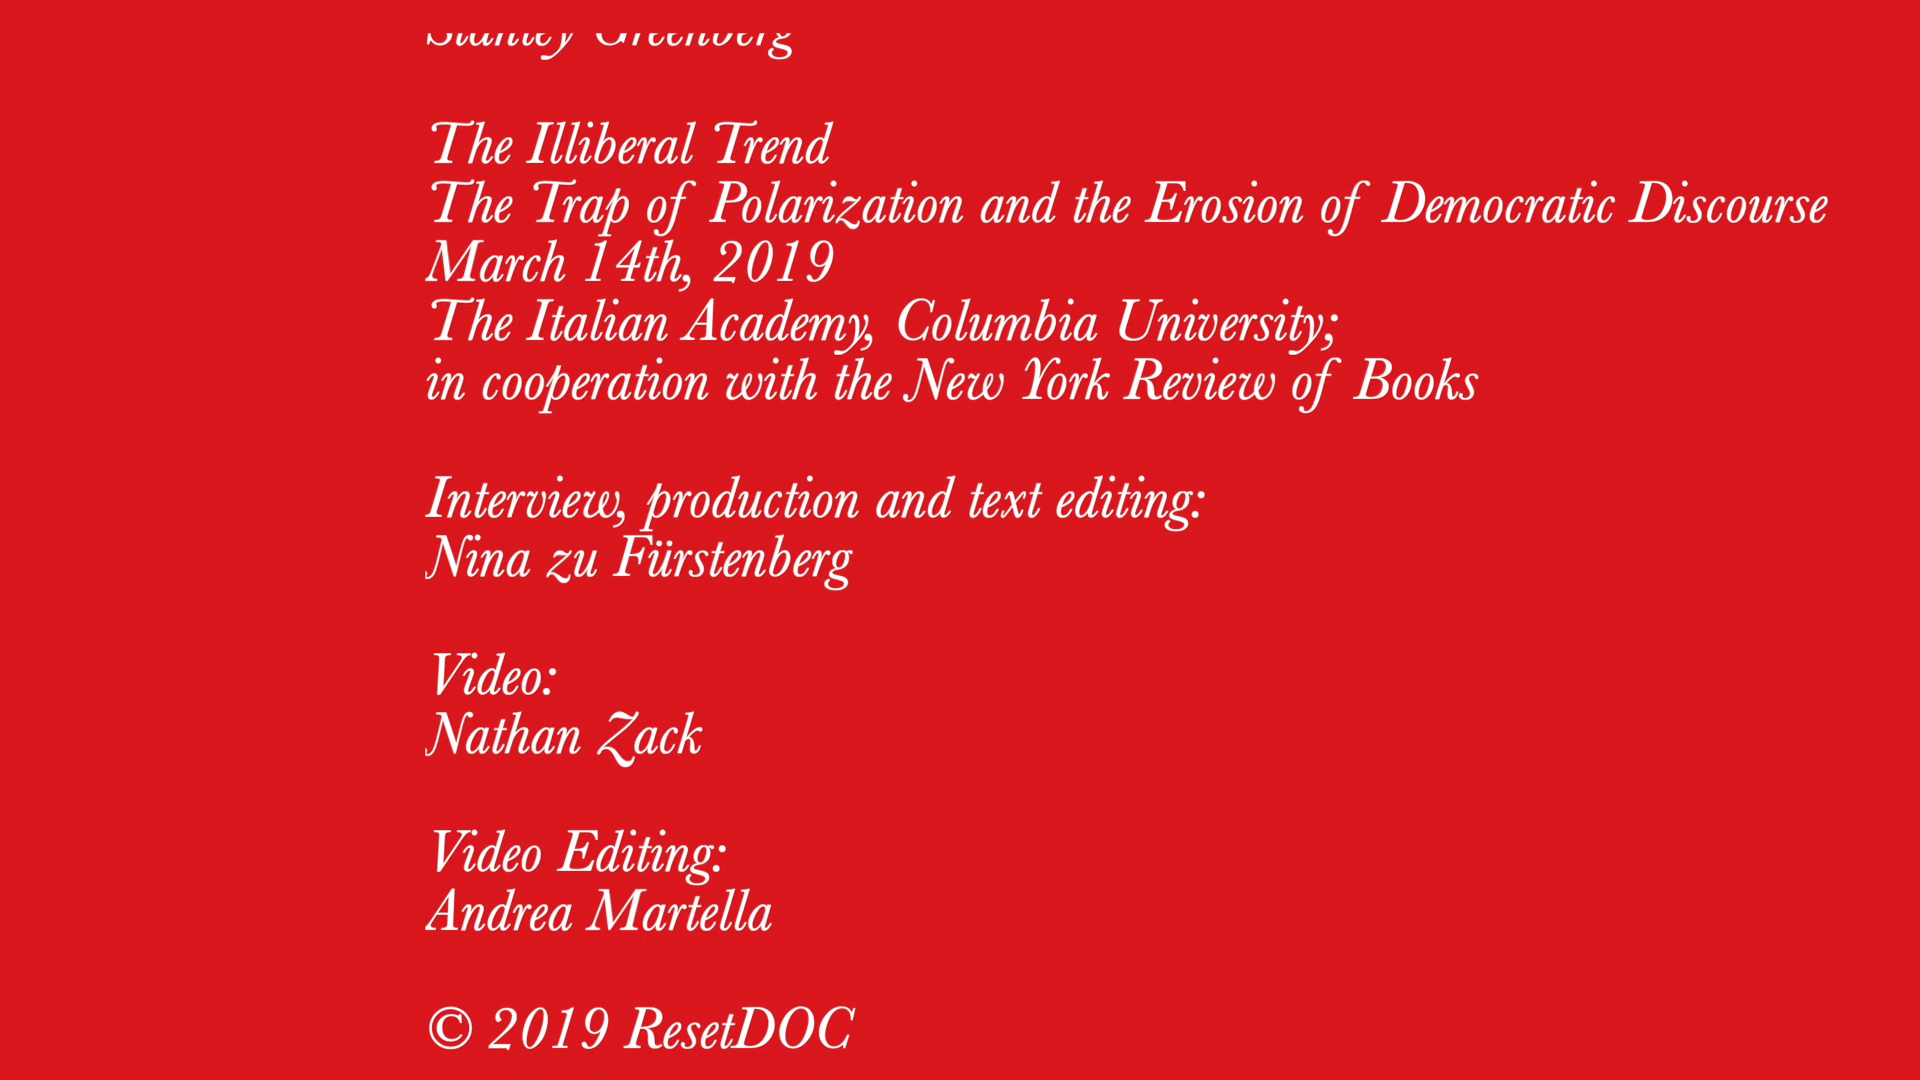 Stanley Greenberg
The Illiberal Trend
The Trap of Polarization and the Erosion of Democratic Discourse
March 14th, 2019
The Italian Academy, Columbia University;
in cooperation with the New York Review of Books
Interview, production and text editing:
Nina zu Fürstenberg
Video:
Nathan Zack
Video Editing:
Andrea Martella
© 2019 ResetDOC